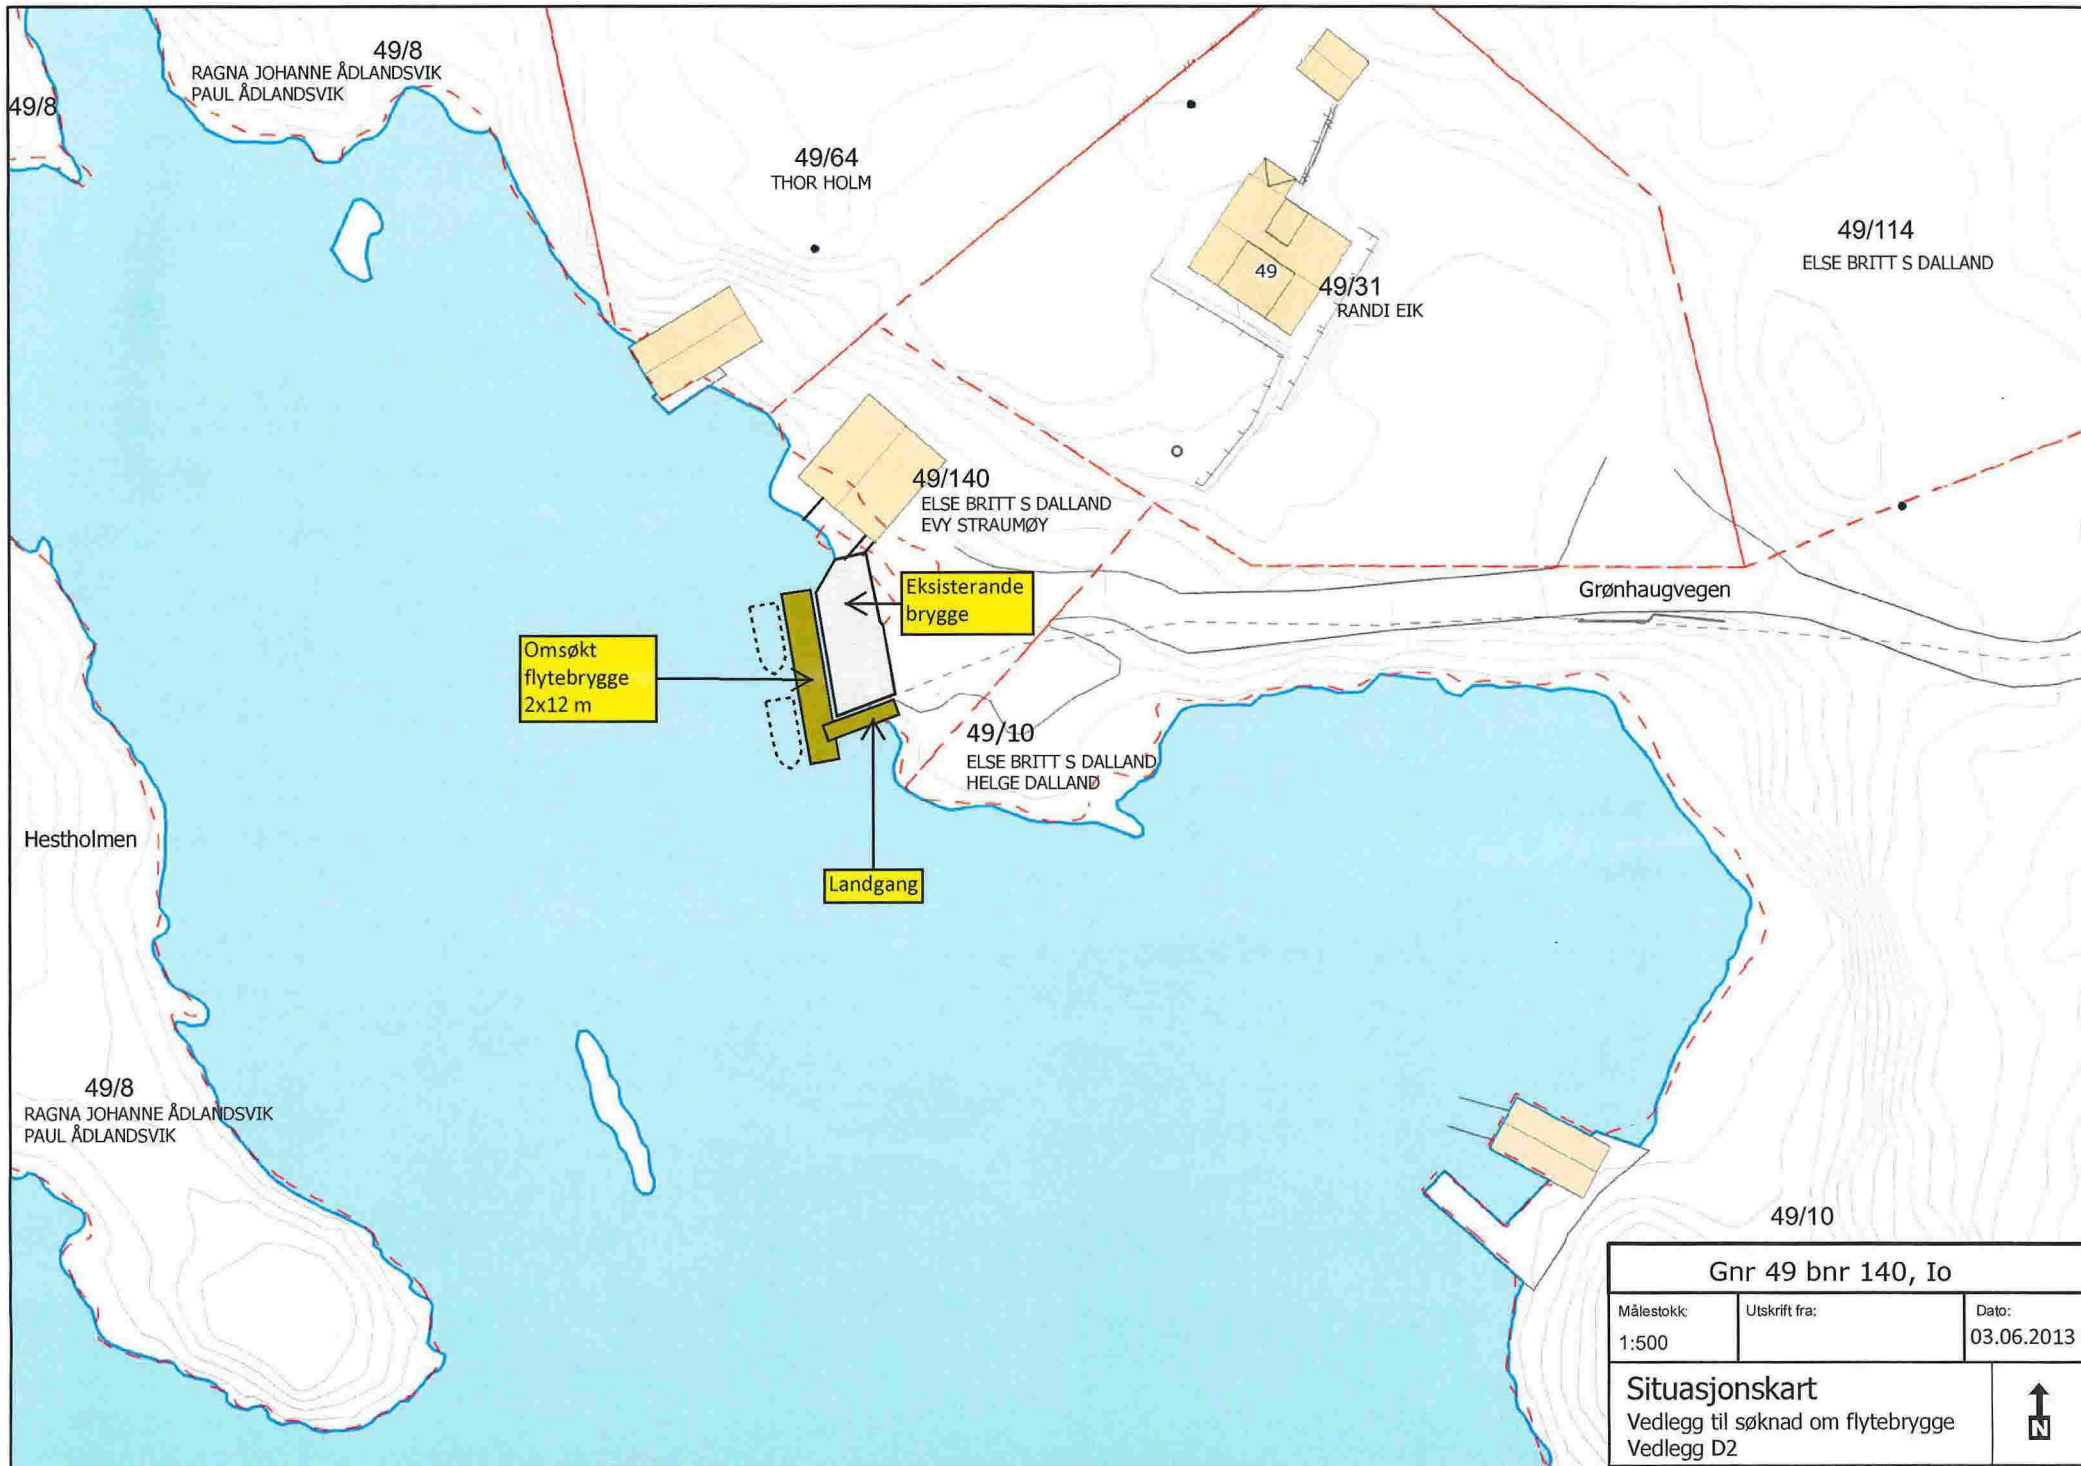 49/8
RAGNA JOHANNE ÅDLANDSVIK
PAUL ÅDLANDSVIK
49/8
49/64
THOR HOLM
49/114
ELSE BRITT S DALLAND
49
49/31
RANDI EIK
49/140
ELSE BRITT S DALLAND
EVY STRAUMØY
Eksisterande
brygge
Grønhaugvegen
Omsøkt
flytebrygge
2x12 m
49/10
ELSE BRITT S DALLAND
HELGE DALLAND
Hestholmen
Landgang
49/8
RAGNA JOHANNE ÅDLANDSVIK
PAUL ÅDLANDSVIK
49/10
Gnr 49 bnr 140, Io
Målestokk:
1:500
Utskrift fra:
Dato:
03.06.2013
Situasjonskart
Vedlegg til søknad om flytebrygge
Vedlegg D2
N